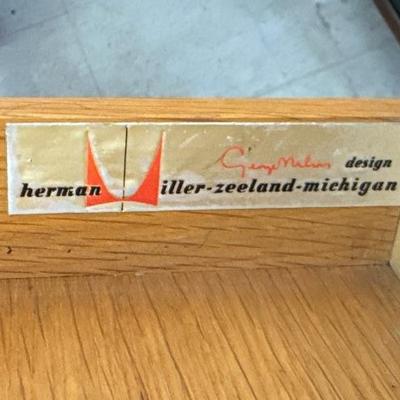 George Nelson design
herman Miller-zeeland-michigan